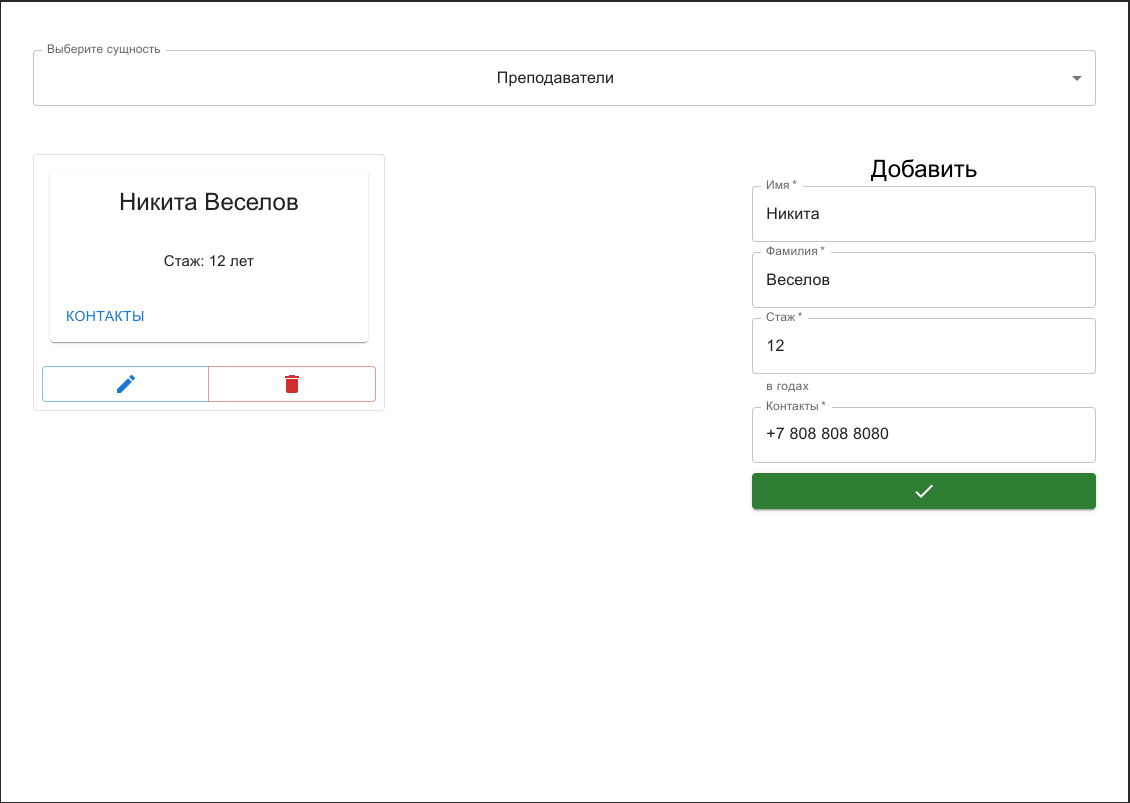 Выберите сущность
Преподаватели
Никита Веселов
Стаж: 12 лет
КОНТАКТЫ
Добавить
Имя *
Никита
Фамилия *
Веселов
Стаж *
12
в годах
Контакты *
+7 808 808 8080